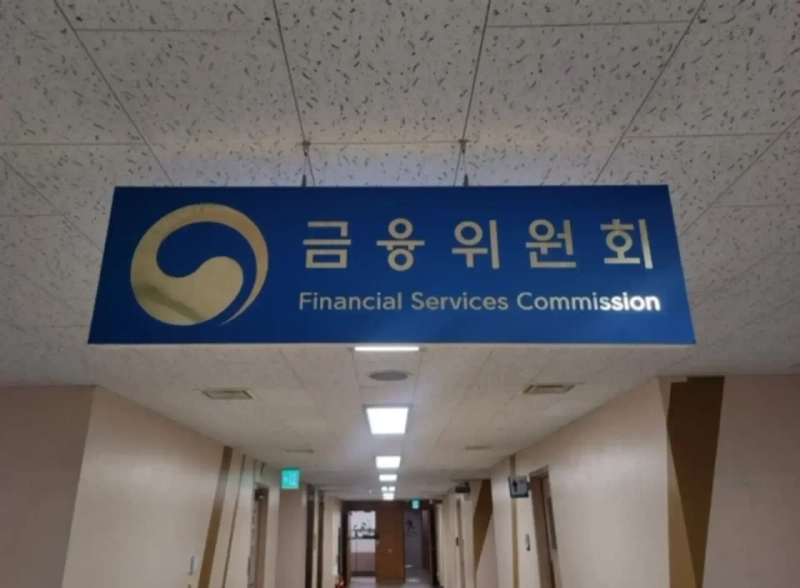 금융위원회
Financial Services Commission